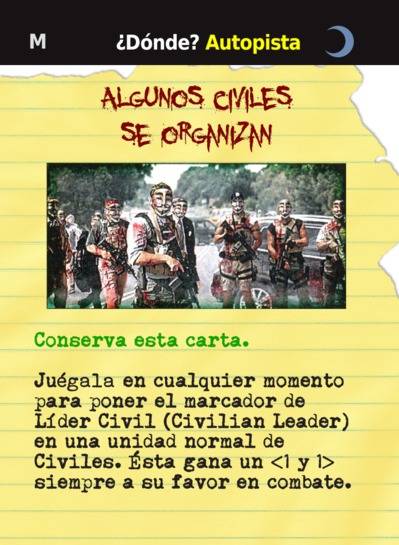 M ¿Dónde? Autopista
ALGUNOS CIVILES
SE ORGANIZAN
Conserva esta carta.
Juégala en cualquier momento
para poner el marcador de
Líder Civil (Civilian Leader)
en una unidad normal de
Civiles. Ésta gana un <1 y 1>
siempre a su favor en combate.